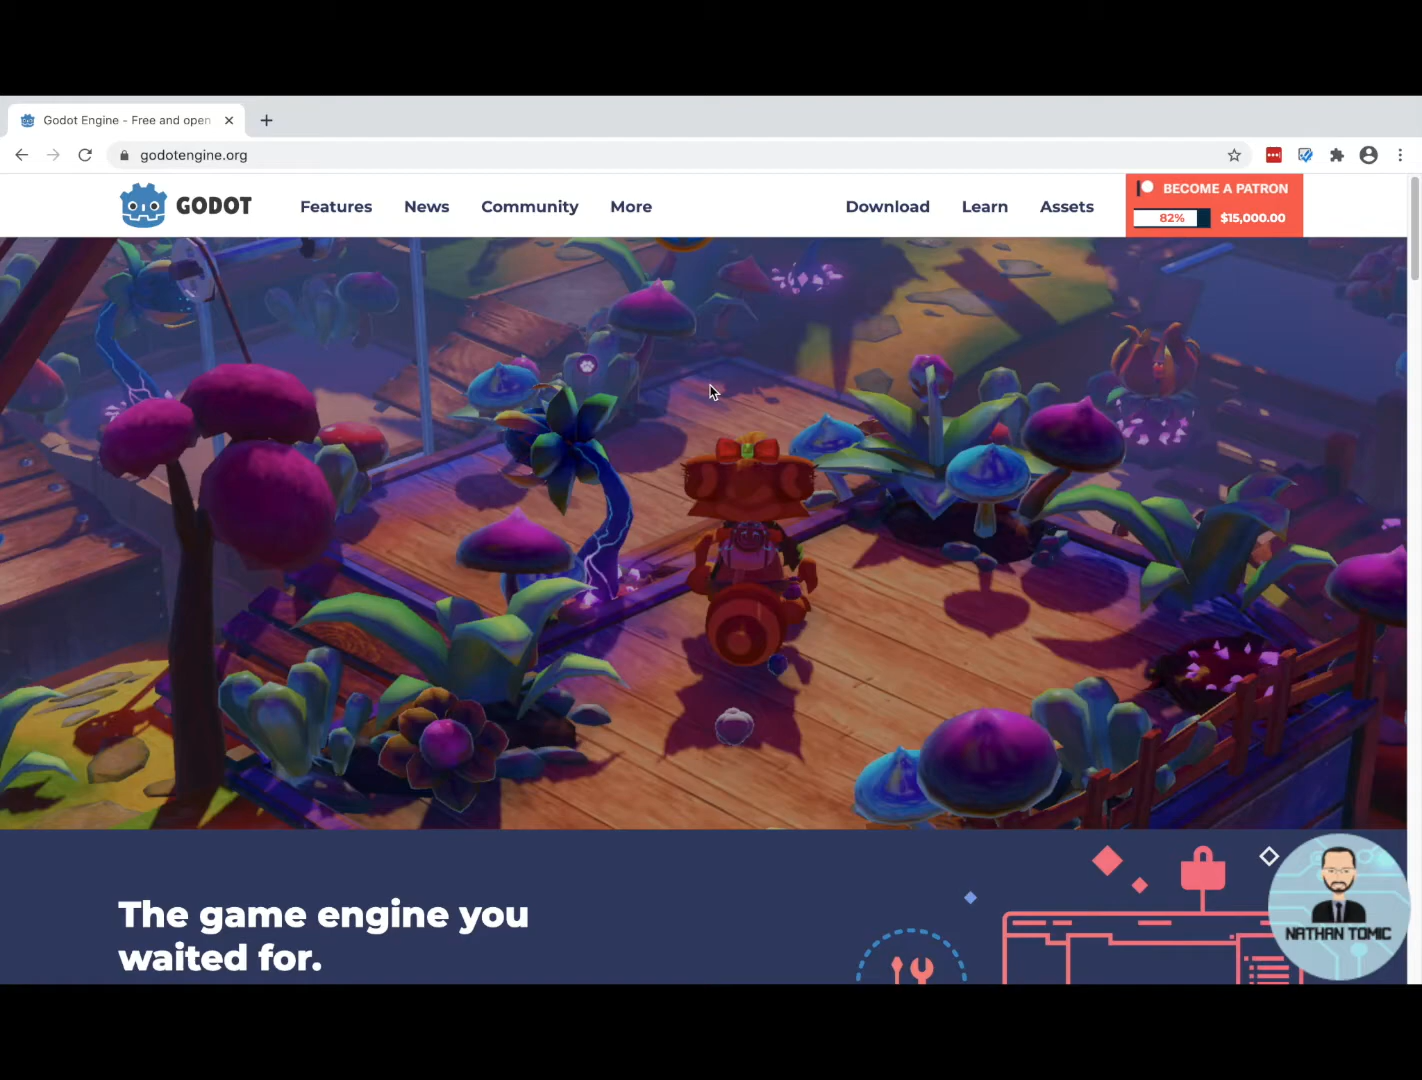 Godot Engine - Free and open
godotengine.org
GODOT
Features
News
Community
More
Download
Learn
Assets
BECOME A PATRON
82%
$15,000.00
The game engine you
waited for.
NATHAN TOMIC